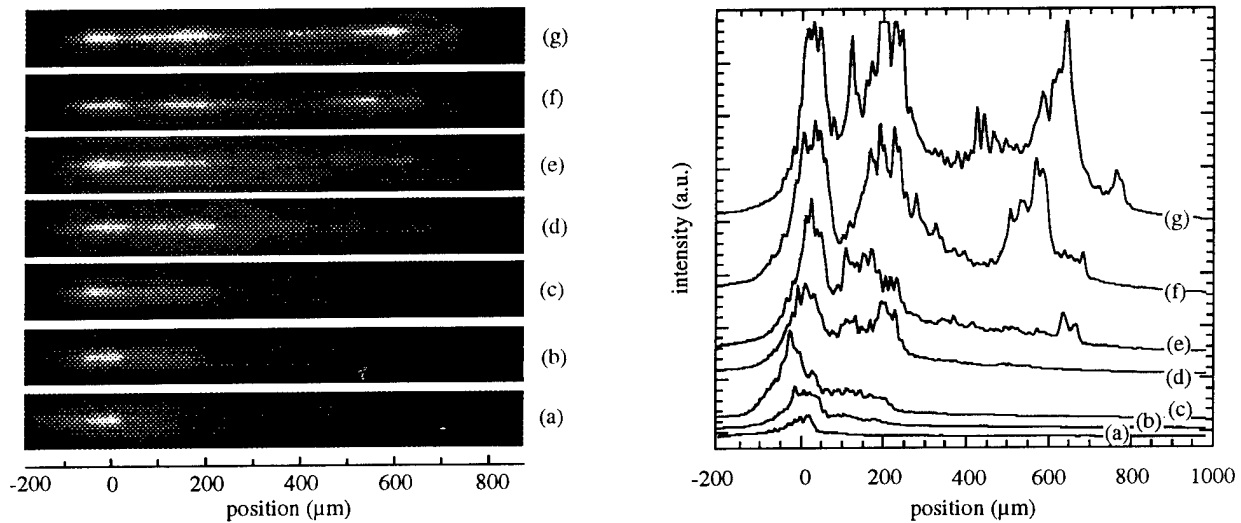 (g)
(f)
(e)
(d)
(c)
(b)
(a)
-200 0 200 400 600 800
position (µm)
intensity (a.u.)
(g)
(f)
(e)
(d)
(c)
(b)
(a)
-200 0 200 400 600 800 1000
position (µm)